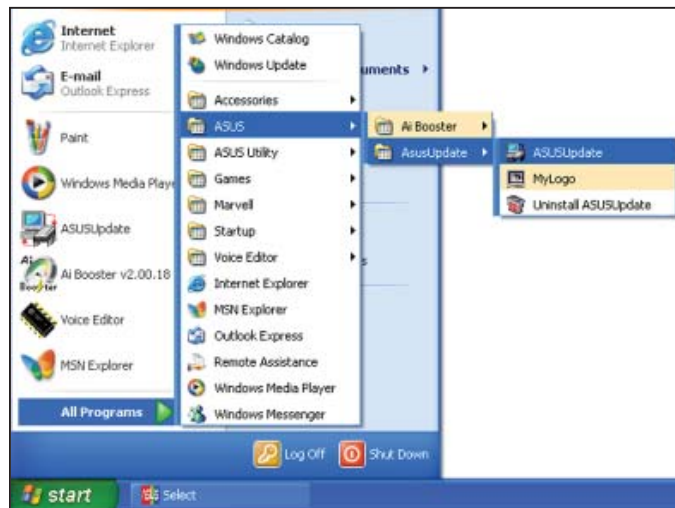 Internet
Internet Explorer
E-mail
Outlook Express
Paint
Windows Media Playe
ASUSUpdate
Ai Booster v2.00.18
Voice Editor
MSN Explorer
All Programs
Windows Catalog
Windows Update
Accessories
ASUS
ASUS Utility
Games
Marvell
Startup
Voice Editor
Internet Explorer
MSN Explorer
Outlook Express
Remote Assistance
Windows Media Player
Windows Messenger
uments
s
Ai Booster
AsusUpdate
ASUSUpdate
MyLogo
Uninstall ASUSUpdate
Log Off
Shut Down
start
Select